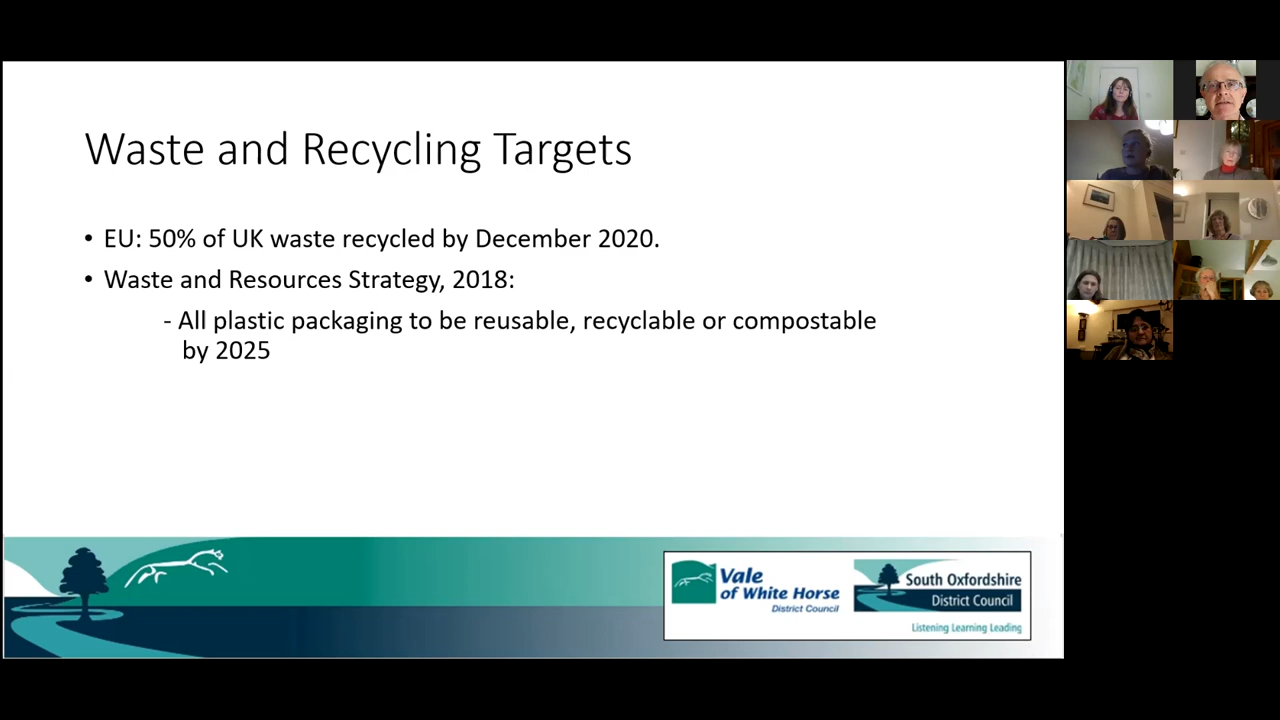 Waste and Recycling Targets
• EU: 50% of UK waste recycled by December 2020.
• Waste and Resources Strategy, 2018:
- All plastic packaging to be reusable, recyclable or compostable
by 2025
Vale
of White Horse
District Council
South Oxfordshire
District Council
Listening Learning Leading